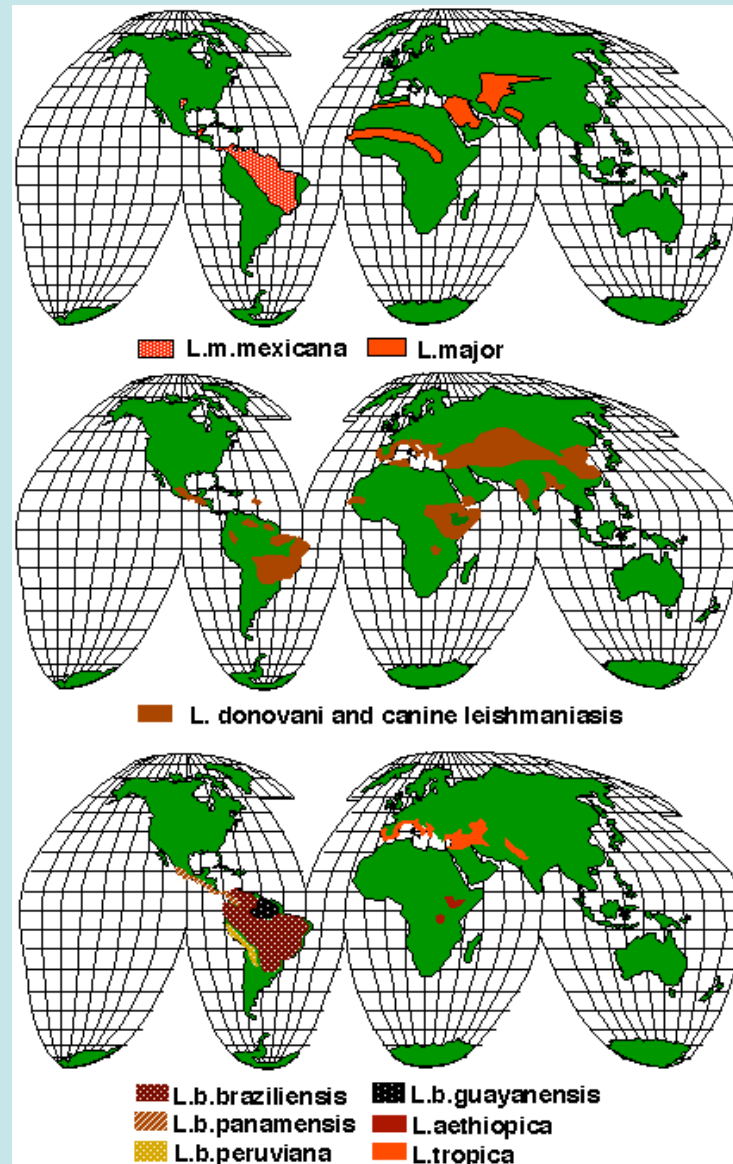 L.m.mexicana L.major
L. donovani and canine leishmaniasis
L.b.braziliensis L.b.guayanensis
L.b.panamensis L.aethiopica
L.b.peruviana L.tropica